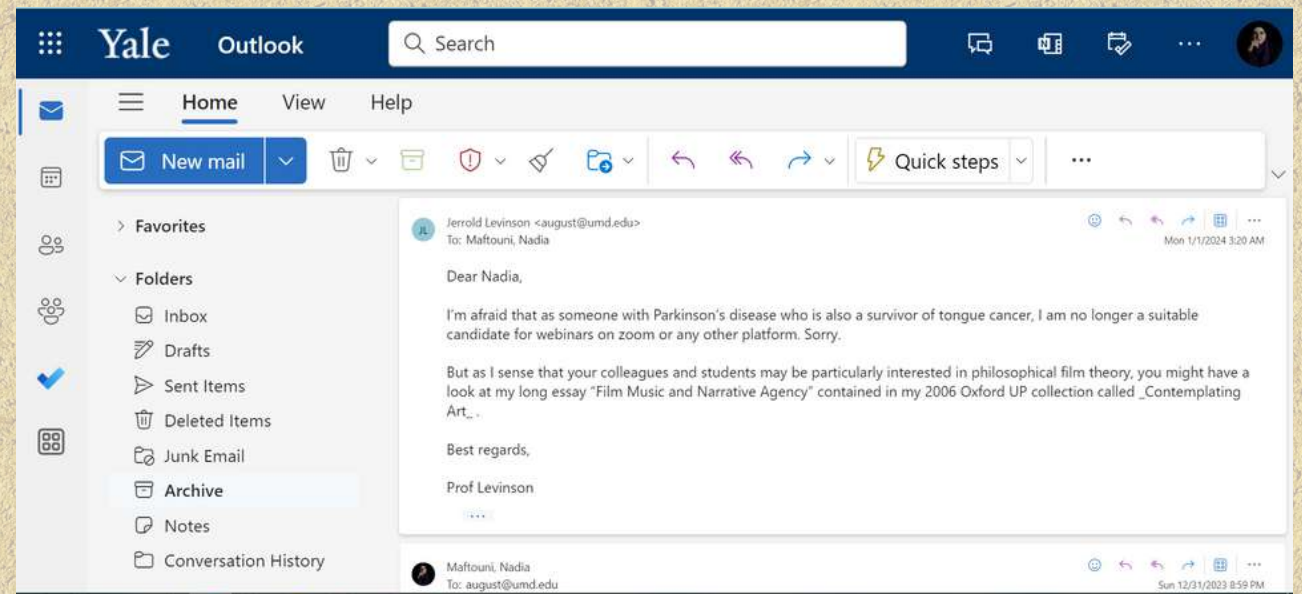 Yale Outlook Search
Home View Help
New mail Quick steps
Favorites
Folders
Inbox
Drafts
Sent Items
Deleted Items
Junk Email
Archive
Notes
Conversation History
JL
Jerrold Levinson <august@umd.edu>
To: Maftouni, Nadia
Mon 1/1/2024 3:20 AM
Dear Nadia,
I'm afraid that as someone with Parkinson's disease who is also a survivor of tongue cancer, I am no longer a suitable
candidate for webinars on zoom or any other platform. Sorry.
But as I sense that your colleagues and students may be particularly interested in philosophical film theory, you might have a
look at my long essay "Film Music and Narrative Agency" contained in my 2006 Oxford UP collection called _Contemplating
Art_ .
Best regards,
Prof Levinson
...
Maftouni, Nadia
To: august@umd.edu
Sun 12/31/2023 8:59 PM